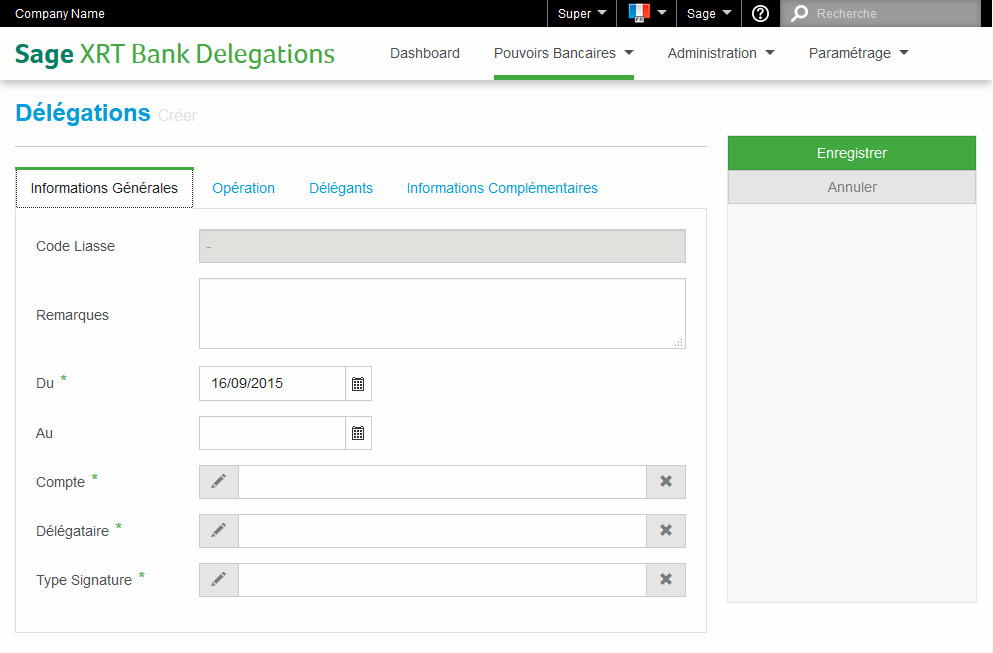 Company Name Super FR Sage ? Recherche
Sage XRT Bank Delegations Dashboard Pouvoirs Bancaires Administration Paramétrage
Délégations Créer
Enregistrer
Annuler
Informations Générales Opération Délégants Informations Complémentaires
Code Liasse -
Remarques
Du * 16/09/2015
Au
Compte *
Délégataire *
Type Signature *